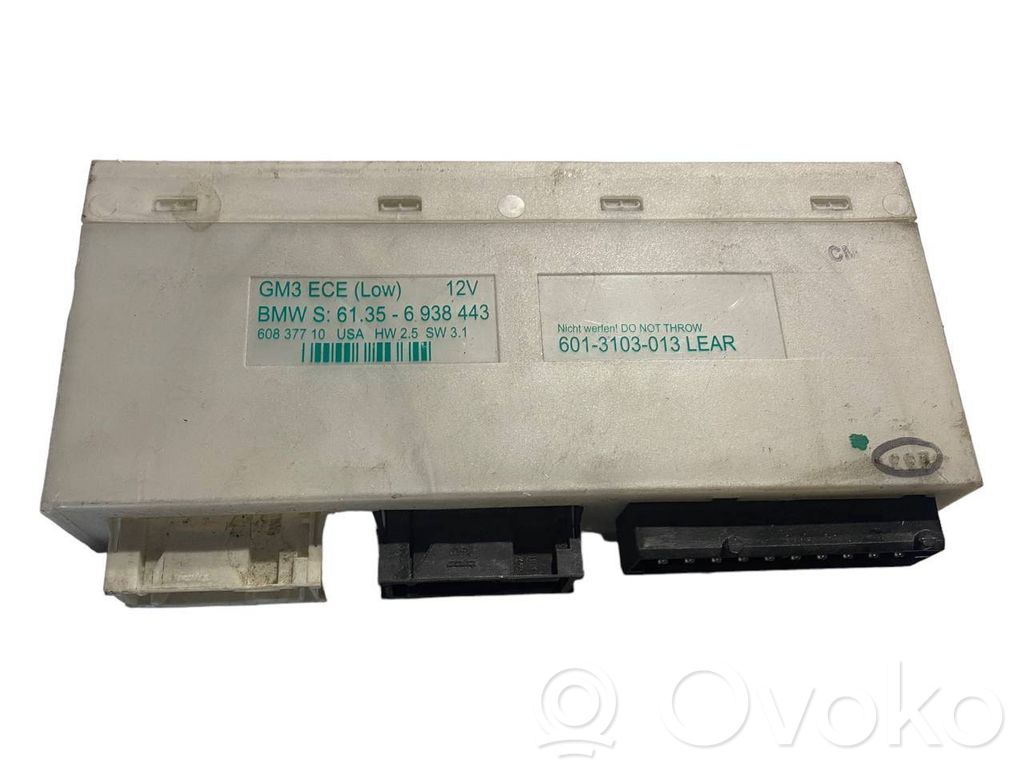 GM3 ECE (Low) 12V
BMW S: 61.35 - 6 938 443
608 377 10 USA HW 2.5 SW 3.1
Nicht werfen! DO NOT THROW
601-3103-013 LEAR
Ovoko